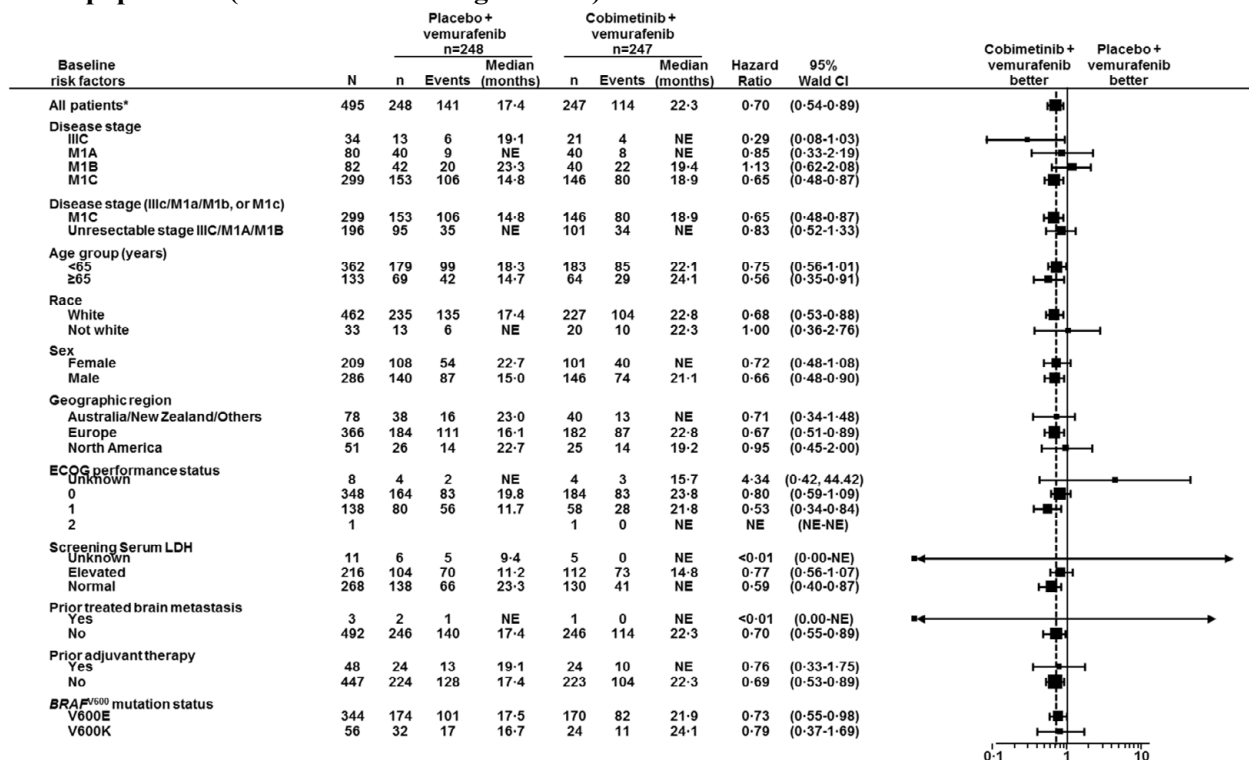 Placebo + vemurafenib n=248 Cobimetinib + vemurafenib n=247
Baseline risk factors N n Events Median (months) n Events Median (months) Hazard Ratio 95% Wald CI Cobimetinib + vemurafenib better Placebo + vemurafenib better
All patients* 495 248 141 17·4 247 114 22·3 0·70 (0·54-0·89)
Disease stage
IIIC 34 13 6 19·1 21 4 NE 0·29 (0·08-1·03)
M1A 80 40 9 NE 40 8 NE 0·85 (0·33-2·19)
M1B 82 42 20 23·3 40 22 19·4 1·13 (0·62-2·08)
M1C 299 153 106 14·8 146 80 18·9 0·65 (0·48-0·87)
Disease stage (IIIc/M1a/M1b, or M1c)
M1C 299 153 106 14·8 146 80 18·9 0·65 (0·48-0·87)
Unresectable stage IIIC/M1A/M1B 196 95 35 NE 101 34 NE 0·83 (0·52-1·33)
Age group (years)
<65 362 179 99 18·3 183 85 22·1 0·75 (0·56-1·01)
≥65 133 69 42 14·7 64 29 24·1 0·56 (0·35-0·91)
Race
White 462 235 135 17·4 227 104 22·8 0·68 (0·53-0·88)
Not white 33 13 6 NE 20 10 22·3 1·00 (0·36-2·76)
Sex
Female 209 108 54 22·7 101 40 NE 0·72 (0·48-1·08)
Male 286 140 87 15·0 146 74 21·1 0·66 (0·48-0·90)
Geographic region
Australia/New Zealand/Others 78 38 16 23·0 40 13 NE 0·71 (0·34-1·48)
Europe 366 184 111 16·1 182 87 22·8 0·67 (0·51-0·89)
North America 51 26 14 22·7 25 14 19·2 0·95 (0·45-2·00)
ECOG performance status
Unknown 8 4 2 NE 4 3 15·7 4·34 (0·42, 44·42)
0 348 164 83 19·8 184 83 23·8 0·80 (0·59-1·09)
1 138 80 56 11·7 58 28 21·8 0·53 (0·34-0·84)
2 1 1 0 NE NE (NE-NE)
Screening Serum LDH
Unknown 11 6 5 9·4 5 0 NE <0·01 (0·00-NE)
Elevated 216 104 70 11·2 112 73 14·8 0·77 (0·56-1·07)
Normal 268 138 66 23·3 130 41 NE 0·59 (0·40-0·87)
Prior treated brain metastasis
Yes 3 2 1 NE 1 0 NE <0·01 (0.00-NE)
No 492 246 140 17·4 246 114 22·3 0·70 (0·55-0·89)
Prior adjuvant therapy
Yes 48 24 13 19·1 24 10 NE 0·76 (0·33-1·75)
No 447 224 128 17·4 223 104 22·3 0·69 (0·53-0·89)
BRAFV600 mutation status
V600E 344 174 101 17·5 170 82 21·9 0·73 (0·55-0·98)
V600K 56 32 17 16·7 24 11 24·1 0·79 (0·37-1·69)
0·1 1 10